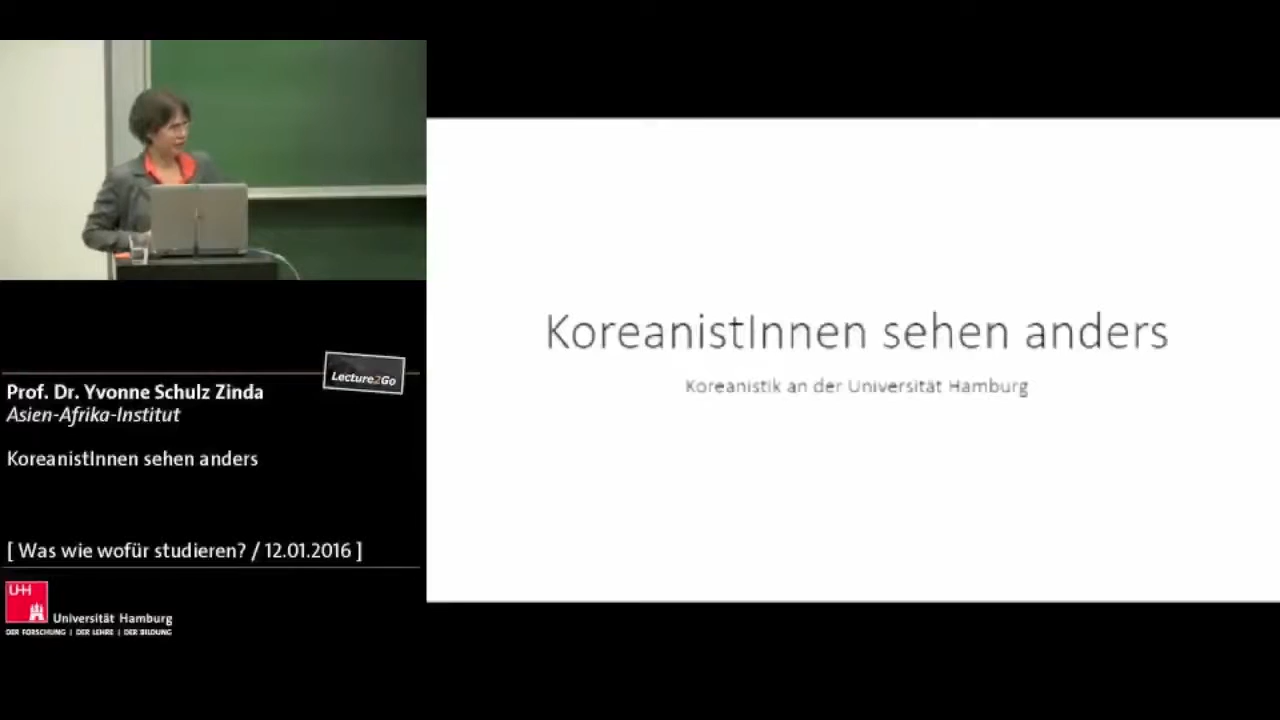 KoreanistInnen sehen anders
Koreanistik an der Universität Hamburg
Lecture2Go
Prof. Dr. Yvonne Schulz Zinda
Asien-Afrika-Institut
KoreanistInnen sehen anders
[ Was wie wofür studieren? / 12.01.2016 ]
UH
Universität Hamburg
DER FORSCHUNG | DER LEHRE | DER BILDUNG